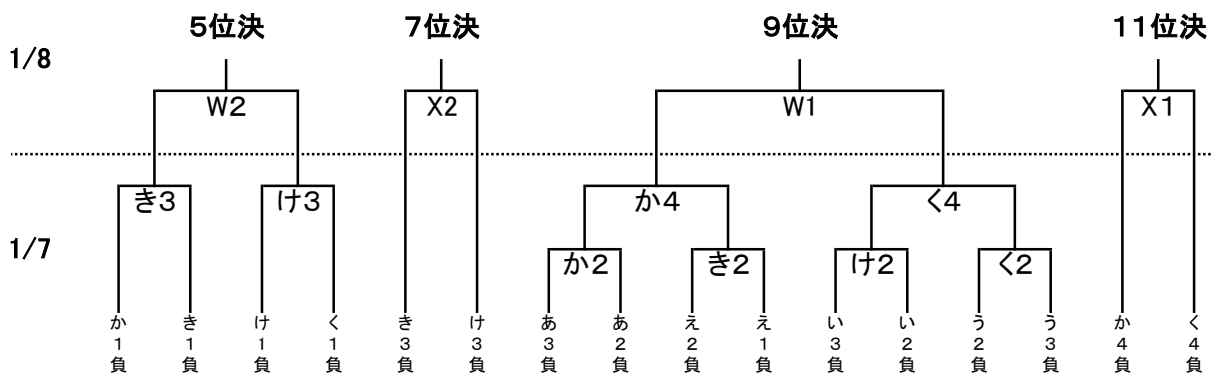 5位決 7位決 9位決 11位決
1/8
W2 X2 W1 X1
き3 け3 か4 く4
1/7
か2 き2 け2 く2
か1負 き1負 け1負 く1負 き3負 け3負 あ3負 あ2負 え2負 え1負 い3負 い2負 う2負 う3負 か4負 く4負